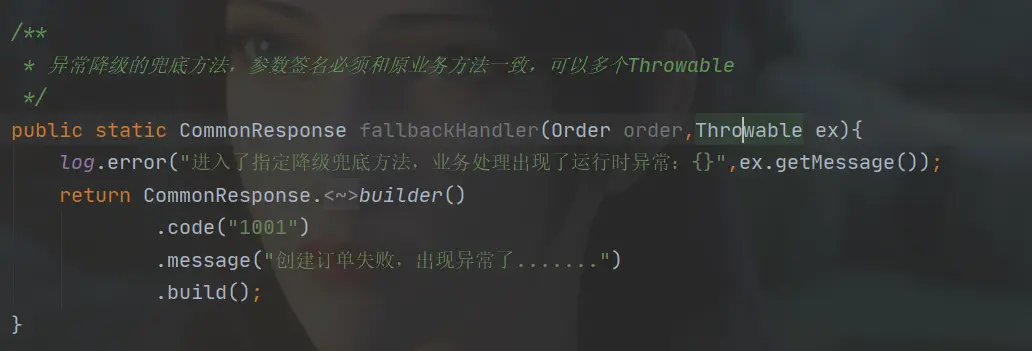 /**
 * 异常降级的兜底方法，参数签名必须和原业务方法一致，可以多个Throwable
 */
public static CommonResponse fallbackHandler(Order order,Throwable ex){
    log.error("进入了指定降级兜底方法，业务处理出现了运行时异常：{}",ex.getMessage());
    return CommonResponse.<~>builder()
            .code("1001")
            .message("创建订单失败，出现异常了.......")
            .build();
}